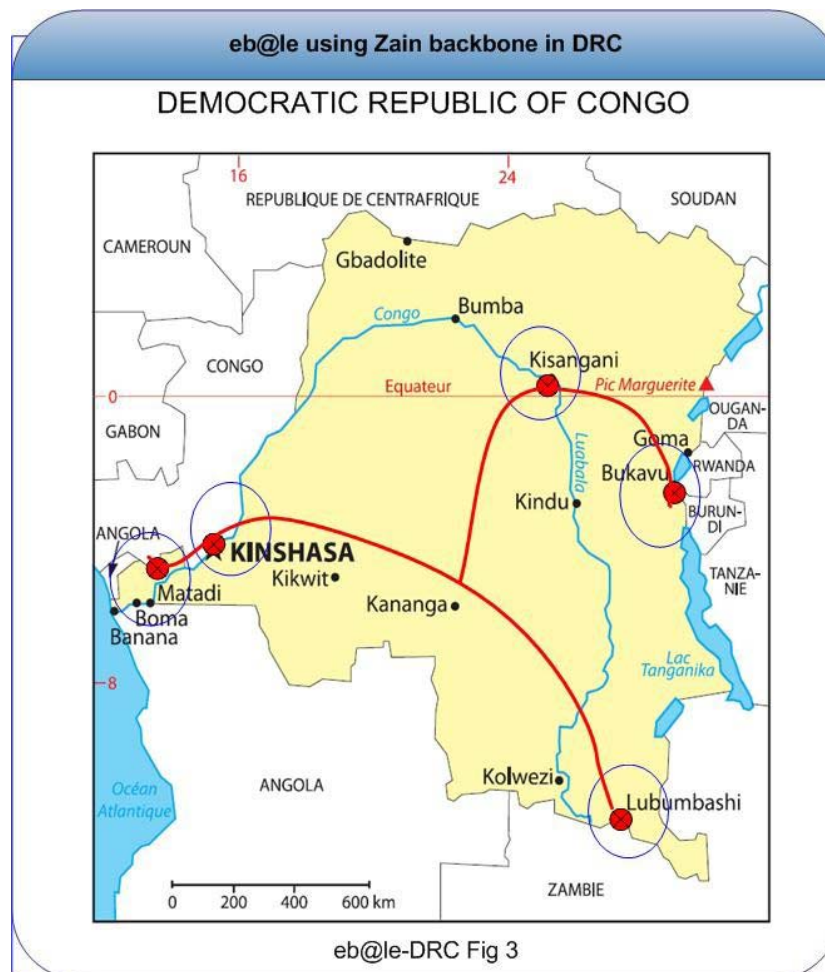 eb@le using Zain backbone in DRC
DEMOCRATIC REPUBLIC OF CONGO
16
24
REPUBLIQUE DE CENTRAFRIQUE
SOUDAN
CAMEROUN
Gbadolite
Congo
Bumba
CONGO
Kisangani
Equateur
Pic Marguerite
0
OUGAN-
DA
GABON
Goma
RWANDA
Luabala
Bukavu
Kindu
BURUN-
DI
ANGOLA
KINSHASA
TANZA-
NIE
Kikwit
Matadi
Kananga
Boma
Banana
Lac
Tanganika
8
Kolwezi
ANGOLA
Lubumbashi
Océan
Atlantique
ZAMBIE
0
200
400
600 km
eb@le-DRC Fig 3